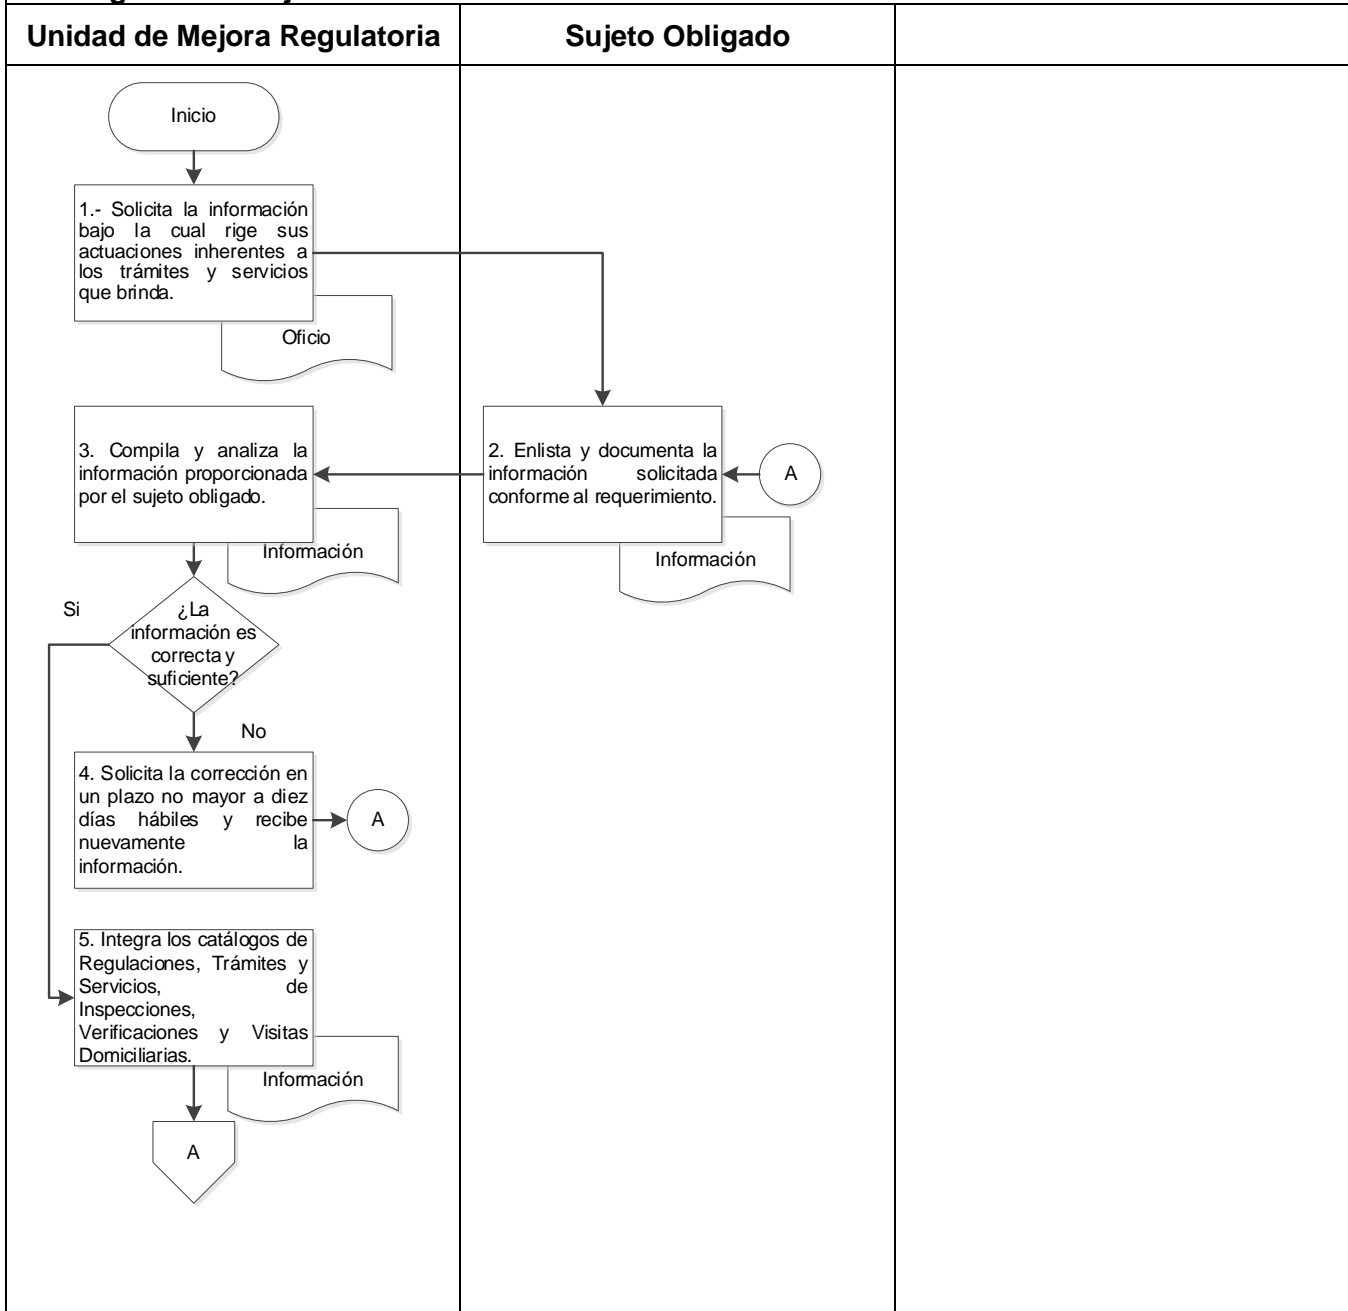 Unidad de Mejora Regulatoria
Sujeto Obligado
Inicio
1.- Solicita la información
bajo la cual rige sus
actuaciones inherentes a
los trámites y servicios
que brinda.
Oficio
3. Compila y analiza la
información proporcionada
por el sujeto obligado.
Información
2. Enlista y documenta la
información solicitada
conforme al requerimiento.
A
Información
Si
¿La
información es
correcta y
suficiente?
No
4. Solicita la corrección en
un plazo no mayor a diez
días hábiles y recibe
nuevamente la
información.
A
5. Integra los catálogos de
Regulaciones, Trámites y
Servicios, de
Inspecciones,
Verificaciones y Visitas
Domiciliarias.
Información
A